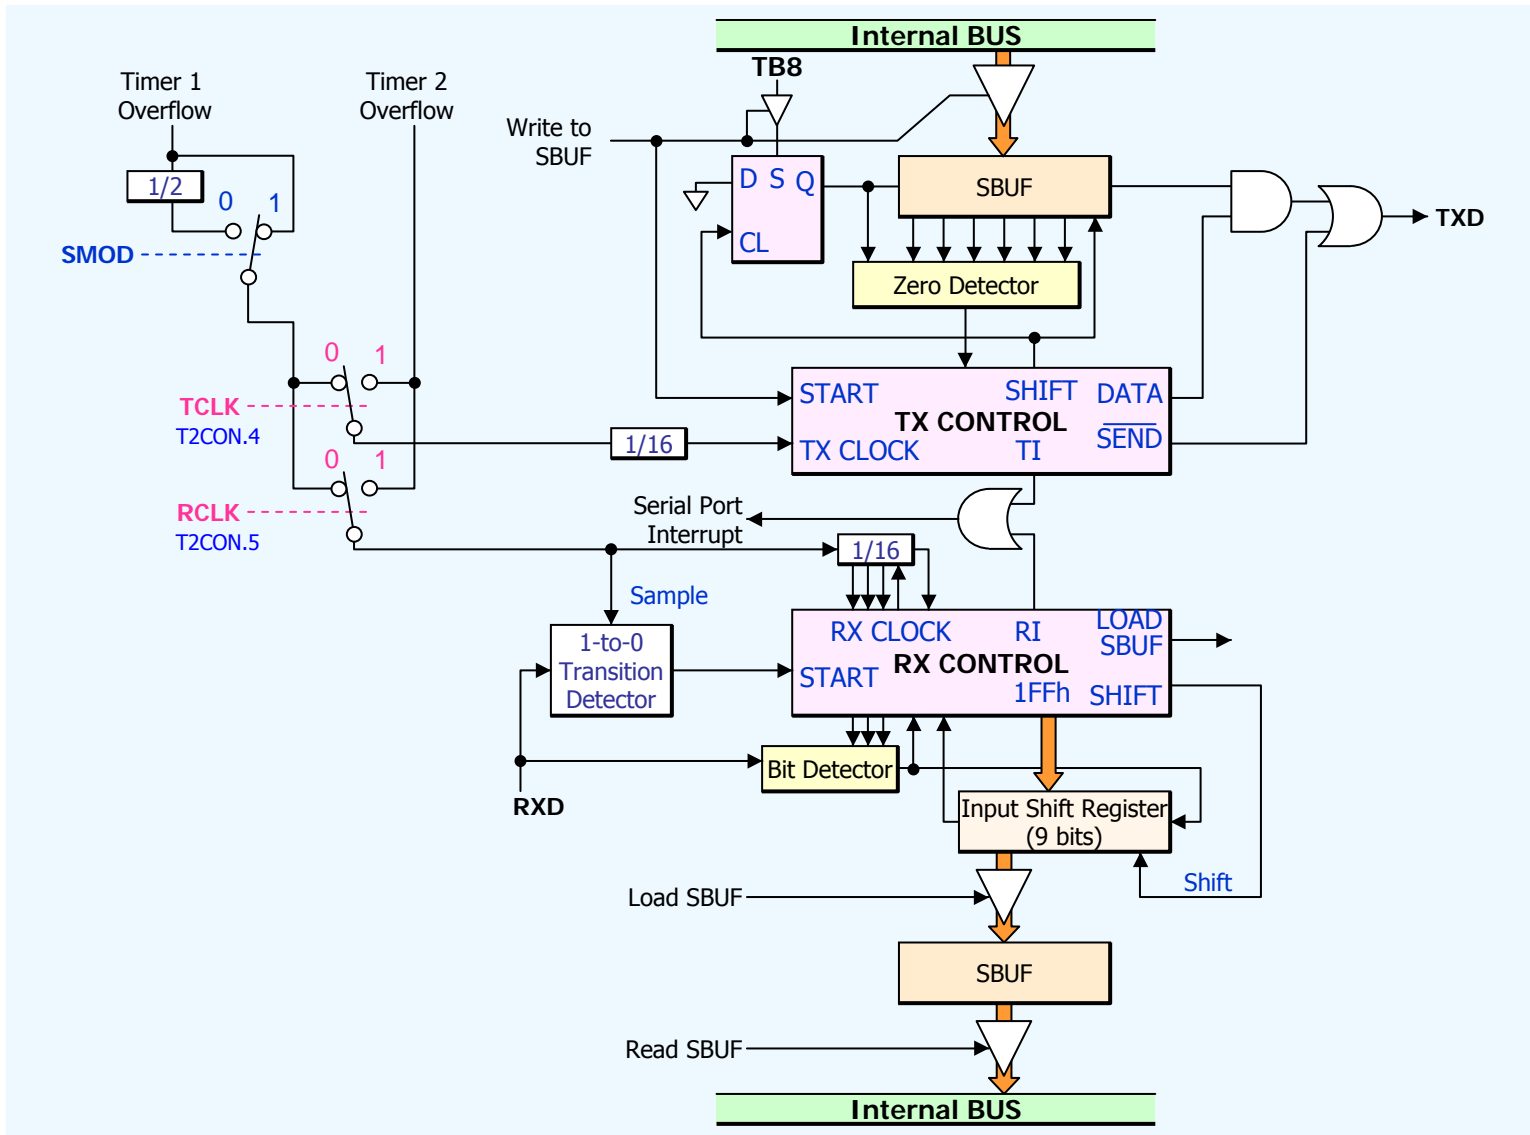 Internal BUS
TB8
Timer 1
Overflow
Timer 2
Overflow
Write to
SBUF
1/2
0 1
SMOD
D S Q
CL
SBUF
Zero Detector
TXD
0 1
TCLK
T2CON.4
1/16
START SHIFT DATA
TX CONTROL
TX CLOCK TI SEND
0 1
RCLK
T2CON.5
Serial Port
Interrupt
1/16
Sample
1-to-0
Transition
Detector
RX CLOCK RI LOAD
SBUF
RX CONTROL
START 1FFh SHIFT
Bit Detector
RXD
Input Shift Register
(9 bits)
Shift
Load SBUF
SBUF
Read SBUF
Internal BUS